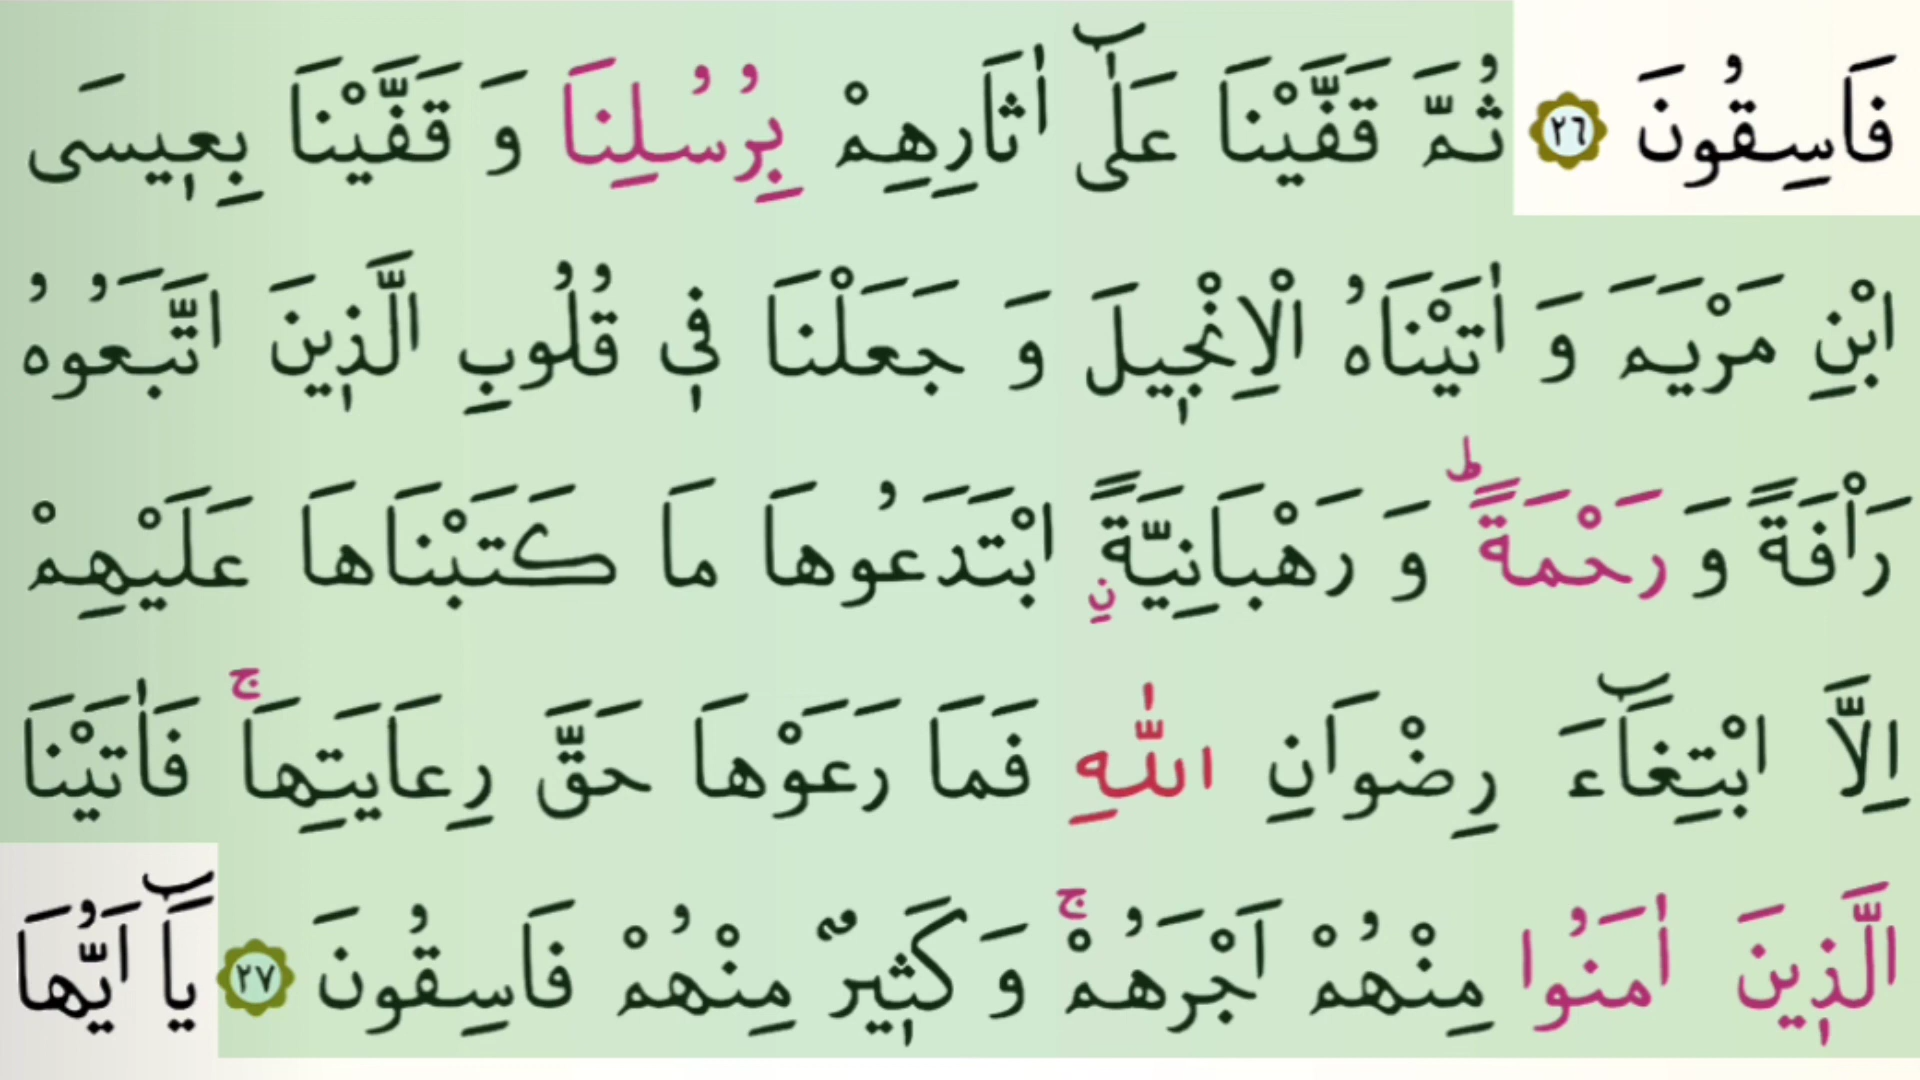 فَاسِقُونَ ﴿٢٦﴾ ثُمَّ قَفَّيْنَا عَلٰٓى اٰثَارِهِمْ بِرُسُلِنَا وَ قَفَّيْنَا بِعٖيسَى
ابْنِ مَرْيَمَ وَ اٰتَيْنَاهُ الْاِنْجٖيلَ وَ جَعَلْنَا فٖى قُلُوبِ الَّذٖينَ اتَّبَعُوهُ
رَاْفَةً وَ رَحْمَةًؕ وَ رَهْبَانِيَّةًۨ ابْتَدَعُوهَا مَا كَتَبْنَاهَا عَلَيْهِمْ
اِلَّا ابْتِغَٓاءَ رِضْوَانِ اللّٰهِ فَمَا رَعَوْهَا حَقَّ رِعَايَتِهَاۚ فَاٰتَيْنَا
الَّذٖينَ اٰمَنُوا مِنْهُمْ اَجْرَهُمْۚ وَ كَثٖيرٌ مِنْهُمْ فَاسِقُونَ ﴿٢٧﴾ يَٓا اَيُّهَا